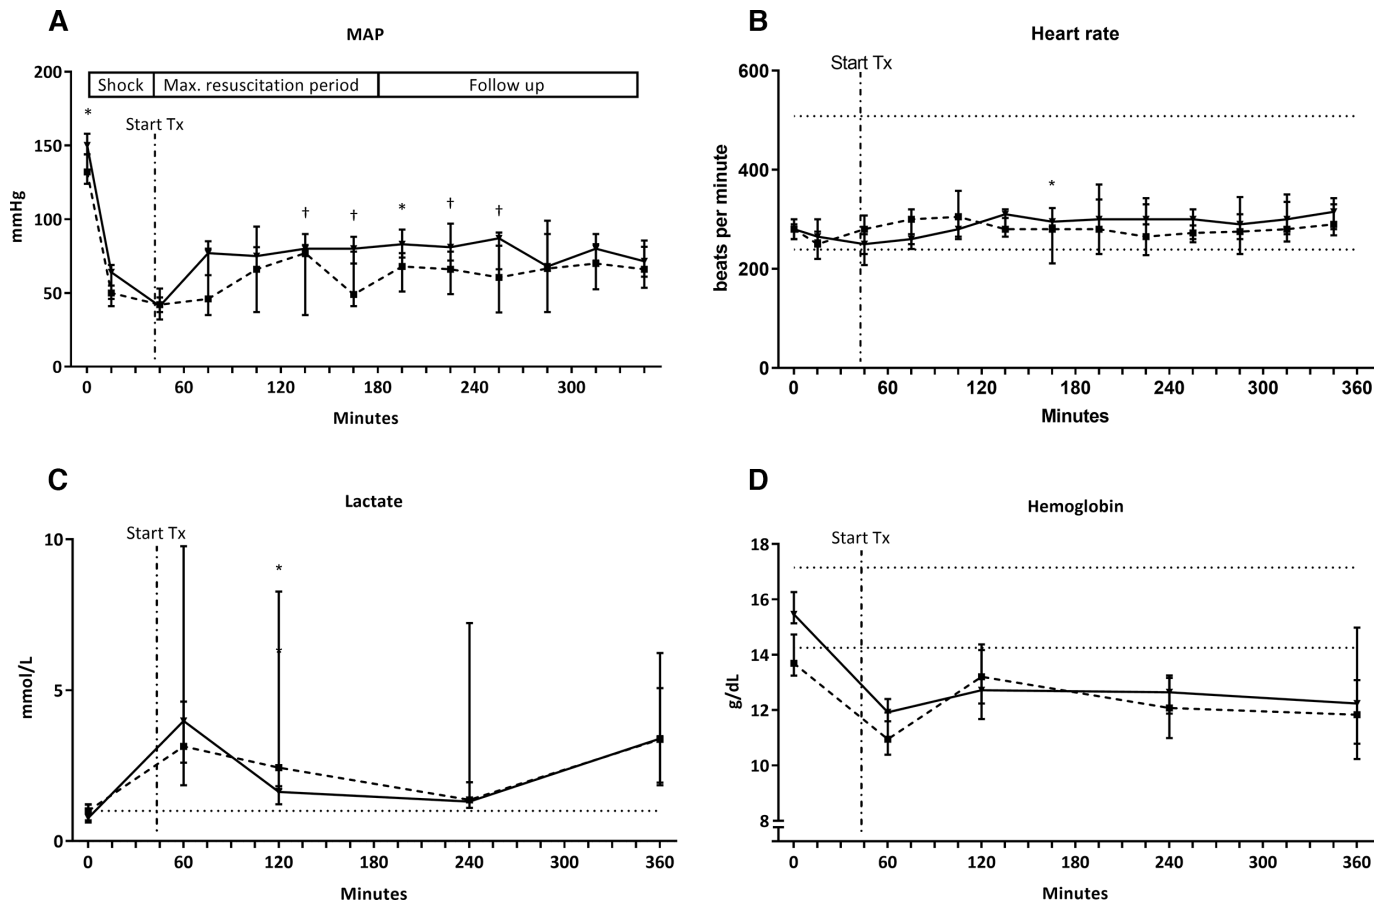 A
MAP
200
Shock
Max. resuscitation period
Follow up
*
Start Tx
150
† † * † †
100
50
0
mmHg
0 60 120 180 240 300
Minutes
B
Heart rate
Start Tx
600
400
*
200
0
beats per minute
0 60 120 180 240 300 360
Minutes
C
Lactate
Start Tx
10
*
*
5
0
mmol/L
0 60 120 180 240 300 360
Minutes
D
Hemoglobin
Start Tx
18
16
14
12
10
8
g/dL
0 60 120 180 240 300 360
Minutes